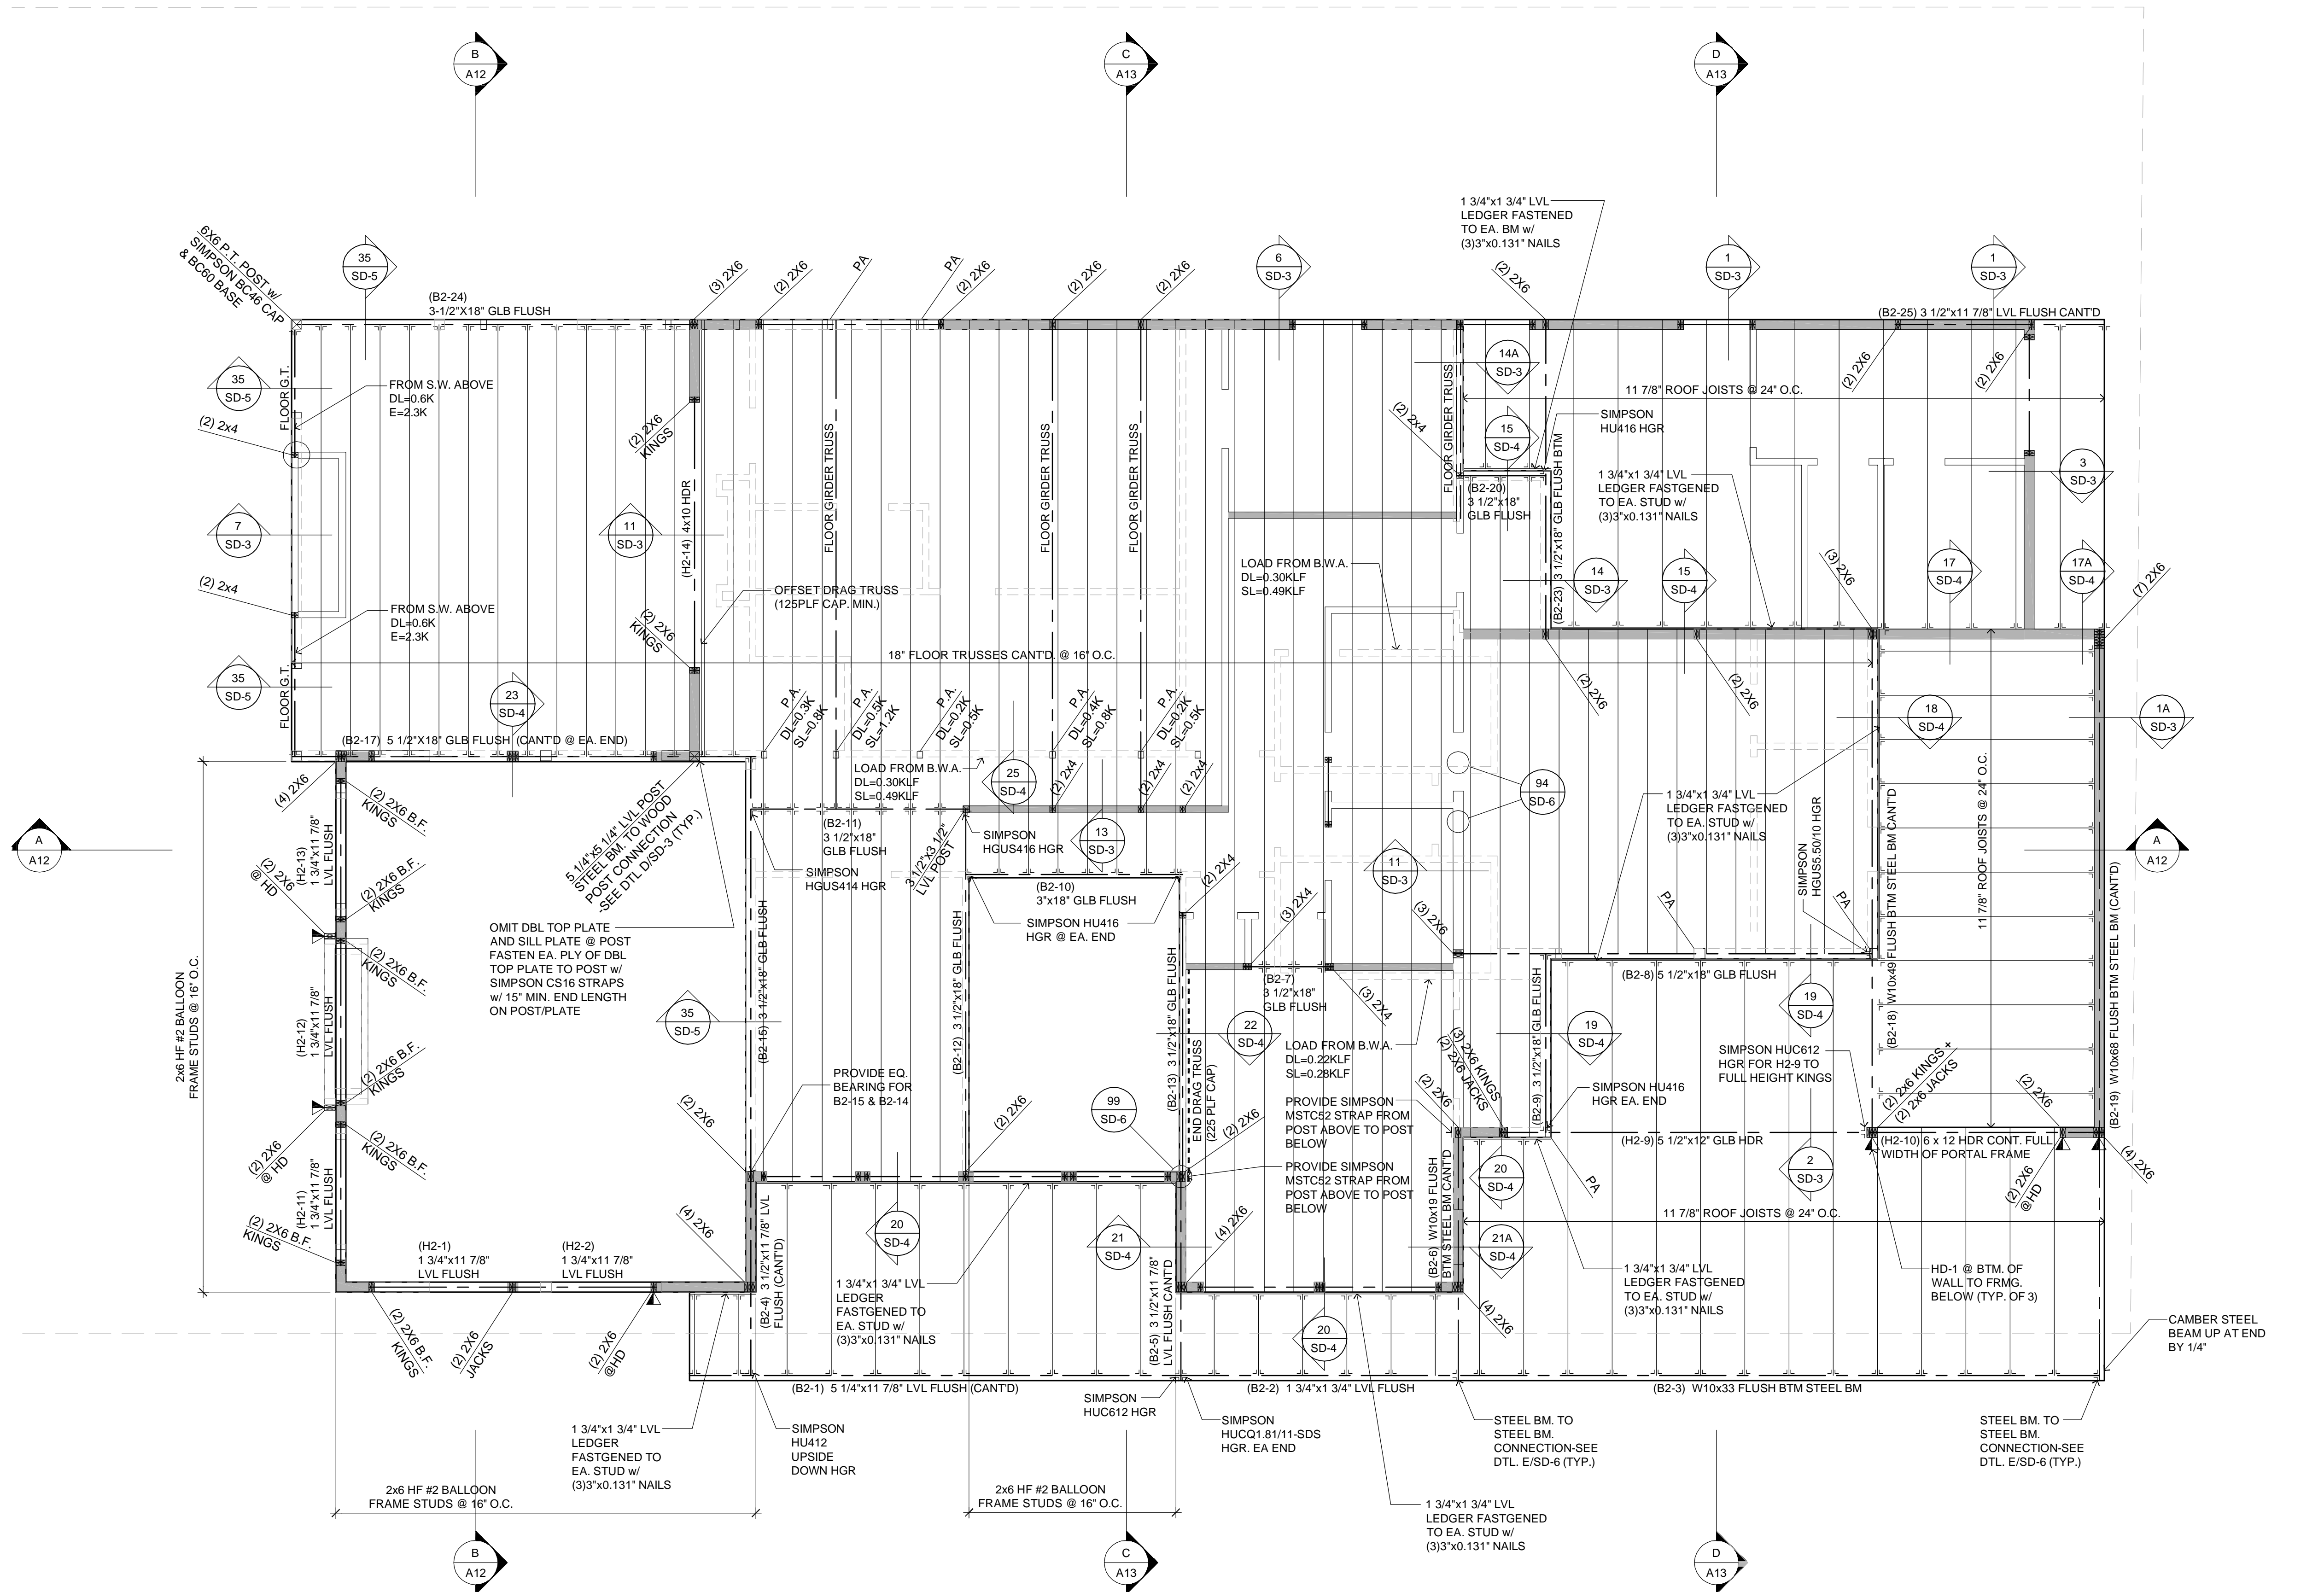 B
A12
C
A13
D
A13
1 3/4"x1 3/4" LVL
LEDGER FASTENED
TO EA. BM w/
(3)3"x0.131" NAILS
6X6 P.T. POST w/
SIMPSON BC46 CAP
& BC60 BASE
35
SD-5
(3) 2X6
(2) 2X6
PA
PA
(2) 2X6
(2) 2X6
(2) 2X6
6
SD-3
(2) 2X6
1
SD-3
1
SD-3
(B2-24)
3-1/2"X18" GLB FLUSH
(B2-25) 3 1/2"x11 7/8" LVL FLUSH CANT'D
35
SD-5
FLOOR G.T.
FROM S.W. ABOVE
DL=0.6K
E=2.3K
(2) 2x4
(2) 2X6
KINGS
14A
SD-3
FLOOR GIRDER TRUSS
(2) 2x4
15
SD-4
SIMPSON
HU416 HGR
11 7/8" ROOF JOISTS @ 24" O.C.
(2) 2X6
(2) 2X6
FLOOR GIRDER TRUSS
FLOOR GIRDER TRUSS
FLOOR GIRDER TRUSS
7
SD-3
11
SD-3
(H2-14) 4x10 HDR
(B2-20)
3 1/2"x18"
GLB FLUSH
(B2-23) 3 1/2"x18" GLB FLUSH BTM
1 3/4"x1 3/4" LVL
LEDGER FASTGENED
TO EA. STUD w/
(3)3"x0.131" NAILS
3
SD-3
(2) 2x4
FROM S.W. ABOVE
DL=0.6K
E=2.3K
(2) 2X6
KINGS
OFFSET DRAG TRUSS
(125PLF CAP. MIN.)
LOAD FROM B.W.A.
DL=0.30KLF
SL=0.49KLF
14
SD-3
15
SD-4
(3) 2X6
17
SD-4
17A
SD-4
(7) 2X6
18" FLOOR TRUSSES CANT'D. @ 16" O.C.
35
SD-5
FLOOR G.T.
23
SD-4
P.A.
DL=0.3K
SL=0.8K
P.A.
DL=0.5K
SL=1.2K
P.A.
DL=0.2K
SL=0.5K
P.A.
DL=0.4K
SL=0.8K
P.A.
DL=0.2K
SL=0.5K
(2) 2X6
(2) 2X6
18
SD-4
1A
SD-3
(B2-17) 5 1/2"X18" GLB FLUSH (CANT'D @ EA. END)
(4) 2X6
(2) 2X6 B.F.
KINGS
LOAD FROM B.W.A.
DL=0.30KLF
SL=0.49KLF
25
SD-4
(2) 2x4
(2) 2x4
(2) 2x4
94
SD-6
1 3/4"x1 3/4" LVL
LEDGER FASTGENED
TO EA. STUD w/
(3)3"x0.131" NAILS
11 7/8" ROOF JOISTS @ 24" O.C.
A
A12
A
A12
(H2-13)
1 3/4"x11 7/8"
LVL FLUSH
5 1/4"x5 1/4" LVL POST
STEEL BM. TO WOOD
POST CONNECTION
-SEE DTL D/SD-3 (TYP.)
(B2-11)
3 1/2"x18"
GLB FLUSH
3 1/2"x3 1/2"
LVL POST
SIMPSON
HGUS416 HGR
13
SD-3
11
SD-3
SIMPSON
HGUS5.50/10 HGR
SIMPSON
HGUS414 HGR
(2) 2X6
@ HD
(2) 2X6 B.F.
KINGS
(B2-10)
3"x18" GLB FLUSH
SIMPSON HU416
HGR @ EA. END
(2) 2X4
(3) 2X4
(3) 2X6
PA
PA
(B2-18) W10x49 FLUSH BTM STEEL BM CANT'D
(B2-19) W10x68 FLUSH BTM STEEL BM (CANT'D)
OMIT DBL TOP PLATE
AND SILL PLATE @ POST
FASTEN EA. PLY OF DBL
TOP PLATE TO POST w/
SIMPSON CS16 STRAPS
w/ 15" MIN. END LENGTH
ON POST/PLATE
(2) 2X6 B.F.
KINGS
2x6 HF #2 BALLOON
FRAME STUDS @ 16" O.C.
(H2-12)
1 3/4"x11 7/8"
LVL FLUSH
35
SD-5
(B2-15) 3 1/2"x18" GLB FLUSH
(B2-12) 3 1/2"x18" GLB FLUSH
(B2-13) 3 1/2"x18" GLB FLUSH
(B2-7)
3 1/2"x18"
GLB FLUSH
(3) 2X4
(B2-8) 5 1/2"x18" GLB FLUSH
19
SD-4
(B2-9) 3 1/2"x18" GLB FLUSH
19
SD-4
22
SD-4
LOAD FROM B.W.A.
DL=0.22KLF
SL=0.28KLF
(3) 2X6 KINGS
(2) 2X6 JACKS
(2) 2X6
SIMPSON HUC612
HGR FOR H2-9 TO
FULL HEIGHT KINGS
(2) 2x6 KINGS +
(2) 2x6 JACKS
(2) 2X6
(2) 2X6 B.F.
KINGS
PROVIDE EQ.
BEARING FOR
B2-15 & B2-14
(2) 2X6
(2) 2X6
99
SD-6
END DRAG TRUSS
(225 PLF CAP)
(2) 2X6
PROVIDE SIMPSON
MSTC52 STRAP FROM
POST ABOVE TO POST
BELOW
SIMPSON HU416
HGR EA. END
(2) 2X6
@ HD
(2) 2X6 B.F.
KINGS
(H2-11)
1 3/4"x11 7/8"
LVL FLUSH
PROVIDE SIMPSON
MSTC52 STRAP FROM
POST ABOVE TO POST
BELOW
(H2-9) 5 1/2"x12" GLB HDR
(H2-10) 6 x 12 HDR CONT. FULL
WIDTH OF PORTAL FRAME
20
SD-4
PA
2
SD-3
(2) 2X6
@HD
(4) 2X6
(2) 2X6 B.F.
KINGS
(H2-1)
1 3/4"x11 7/8"
LVL FLUSH
(H2-2)
1 3/4"x11 7/8"
LVL FLUSH
(4) 2X6
(B2-4) 3 1/2"x11 7/8" LVL
FLUSH (CANT'D)
20
SD-4
21
SD-4
(4) 2X6
(B2-6) W10x19 FLUSH
BTM STEEL BM CANT'D
21A
SD-4
11 7/8" ROOF JOISTS @ 24" O.C.
1 3/4"x1 3/4" LVL
LEDGER
FASTGENED TO
EA. STUD w/
(3)3"x0.131" NAILS
(B2-5) 3 1/2"x11 7/8"
LVL FLUSH CANT'D
1 3/4"x1 3/4" LVL
LEDGER FASTGENED
TO EA. STUD w/
(3)3"x0.131" NAILS
HD-1 @ BTM. OF
WALL TO FRMG.
BELOW (TYP. OF 3)
(2) 2X6 B.F.
KINGS
(2) 2X6
JACKS
(2) 2X6
@HD
20
SD-4
(4) 2X6
CAMBER STEEL
BEAM UP AT END
BY 1/4"
(B2-1) 5 1/4"x11 7/8" LVL FLUSH (CANT'D)
(B2-2) 1 3/4"x1 3/4" LVL FLUSH
(B2-3) W10x33 FLUSH BTM STEEL BM
SIMPSON
HUC612 HGR
1 3/4"x1 3/4" LVL
LEDGER
FASTGENED TO
EA. STUD w/
(3)3"x0.131" NAILS
SIMPSON
HU412
UPSIDE
DOWN HGR
SIMPSON
HUCQ1.81/11-SDS
HGR. EA END
STEEL BM. TO
STEEL BM.
CONNECTION-SEE
DTL. E/SD-6 (TYP.)
STEEL BM. TO
STEEL BM.
CONNECTION-SEE
DTL. E/SD-6 (TYP.)
2x6 HF #2 BALLOON
FRAME STUDS @ 16" O.C.
2x6 HF #2 BALLOON
FRAME STUDS @ 16" O.C.
1 3/4"x1 3/4" LVL
LEDGER FASTGENED
TO EA. STUD w/
(3)3"x0.131" NAILS
B
A12
C
A13
D
A13